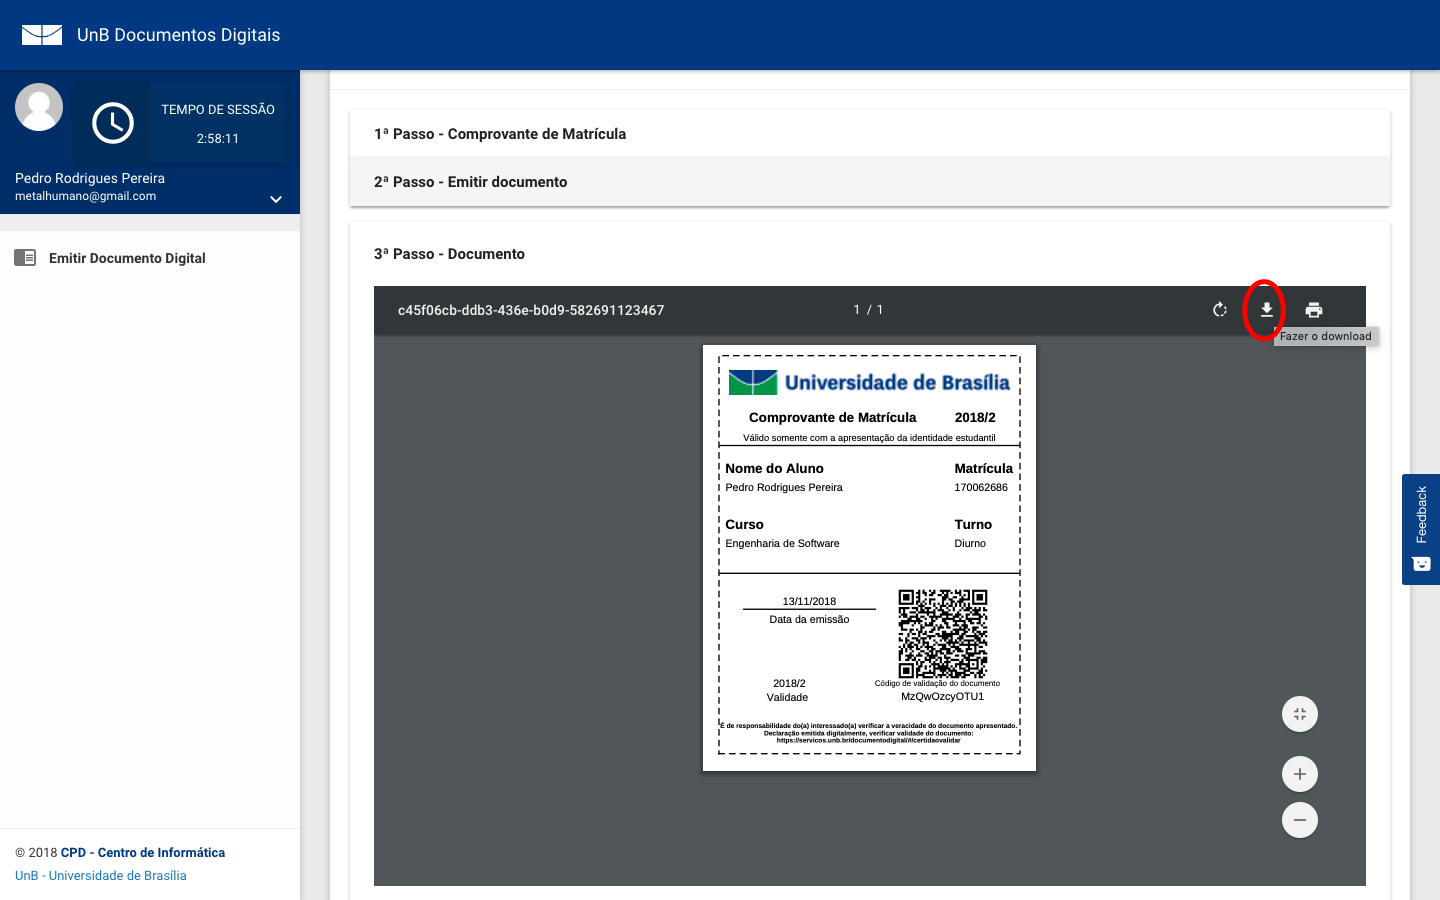 UnB Documentos Digitais
TEMPO DE SESSÃO
2:58:11
Pedro Rodrigues Pereira
metalhumano@gmail.com
Emitir Documento Digital
© 2018 CPD - Centro de Informática
UnB - Universidade de Brasília
1ª Passo - Comprovante de Matrícula
2ª Passo - Emitir documento
3ª Passo - Documento
c45f06cb-ddb3-436e-b0d9-582691123467
1 / 1
Fazer o download
Universidade de Brasília
Comprovante de Matrícula 2018/2
Válido somente com a apresentação da identidade estudantil
Nome do Aluno Matrícula
Pedro Rodrigues Pereira 170062686
Curso Turno
Engenharia de Software Diurno
13/11/2018
Data da emissão
2018/2
Validade
Código de validação do documento
MzQwOzcyOTU1
É de responsabilidade do(a) interessado(a) verificar a veracidade do documento apresentado.
Declaração emitida digitalmente, verificar validade do documento:
https://servicos.unb.br/documentodigital/#/certidaovalidar
Feedback